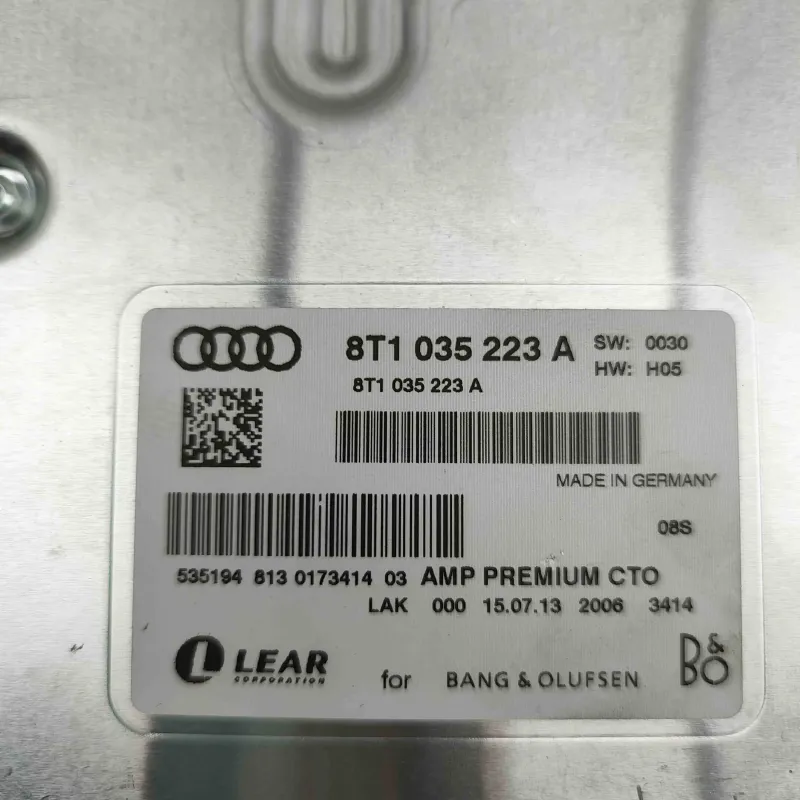 8T1 035 223 A SW: 0030
HW: H05
8T1 035 223 A
MADE IN GERMANY
08S
535194 813 0173414 03 AMP PREMIUM CTO
LAK 000 15.07.13 2006 3414
L LEAR
CORPORATION
for BANG & OLUFSEN B&O